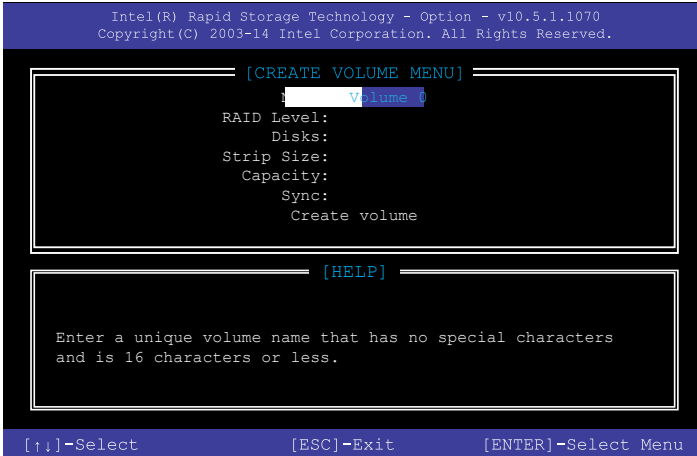 Intel(R) Rapid Storage Technology - Option - v10.5.1.1070
Copyright(C) 2003-14 Intel Corporation. All Rights Reserved.
[CREATE VOLUME MENU]
Volume 0
RAID Level:
Disks:
Strip Size:
Capacity:
Sync:
Create volume
[HELP]
Enter a unique volume name that has no special characters
and is 16 characters or less.
[↑↓]-Select [ESC]-Exit [ENTER]-Select Menu